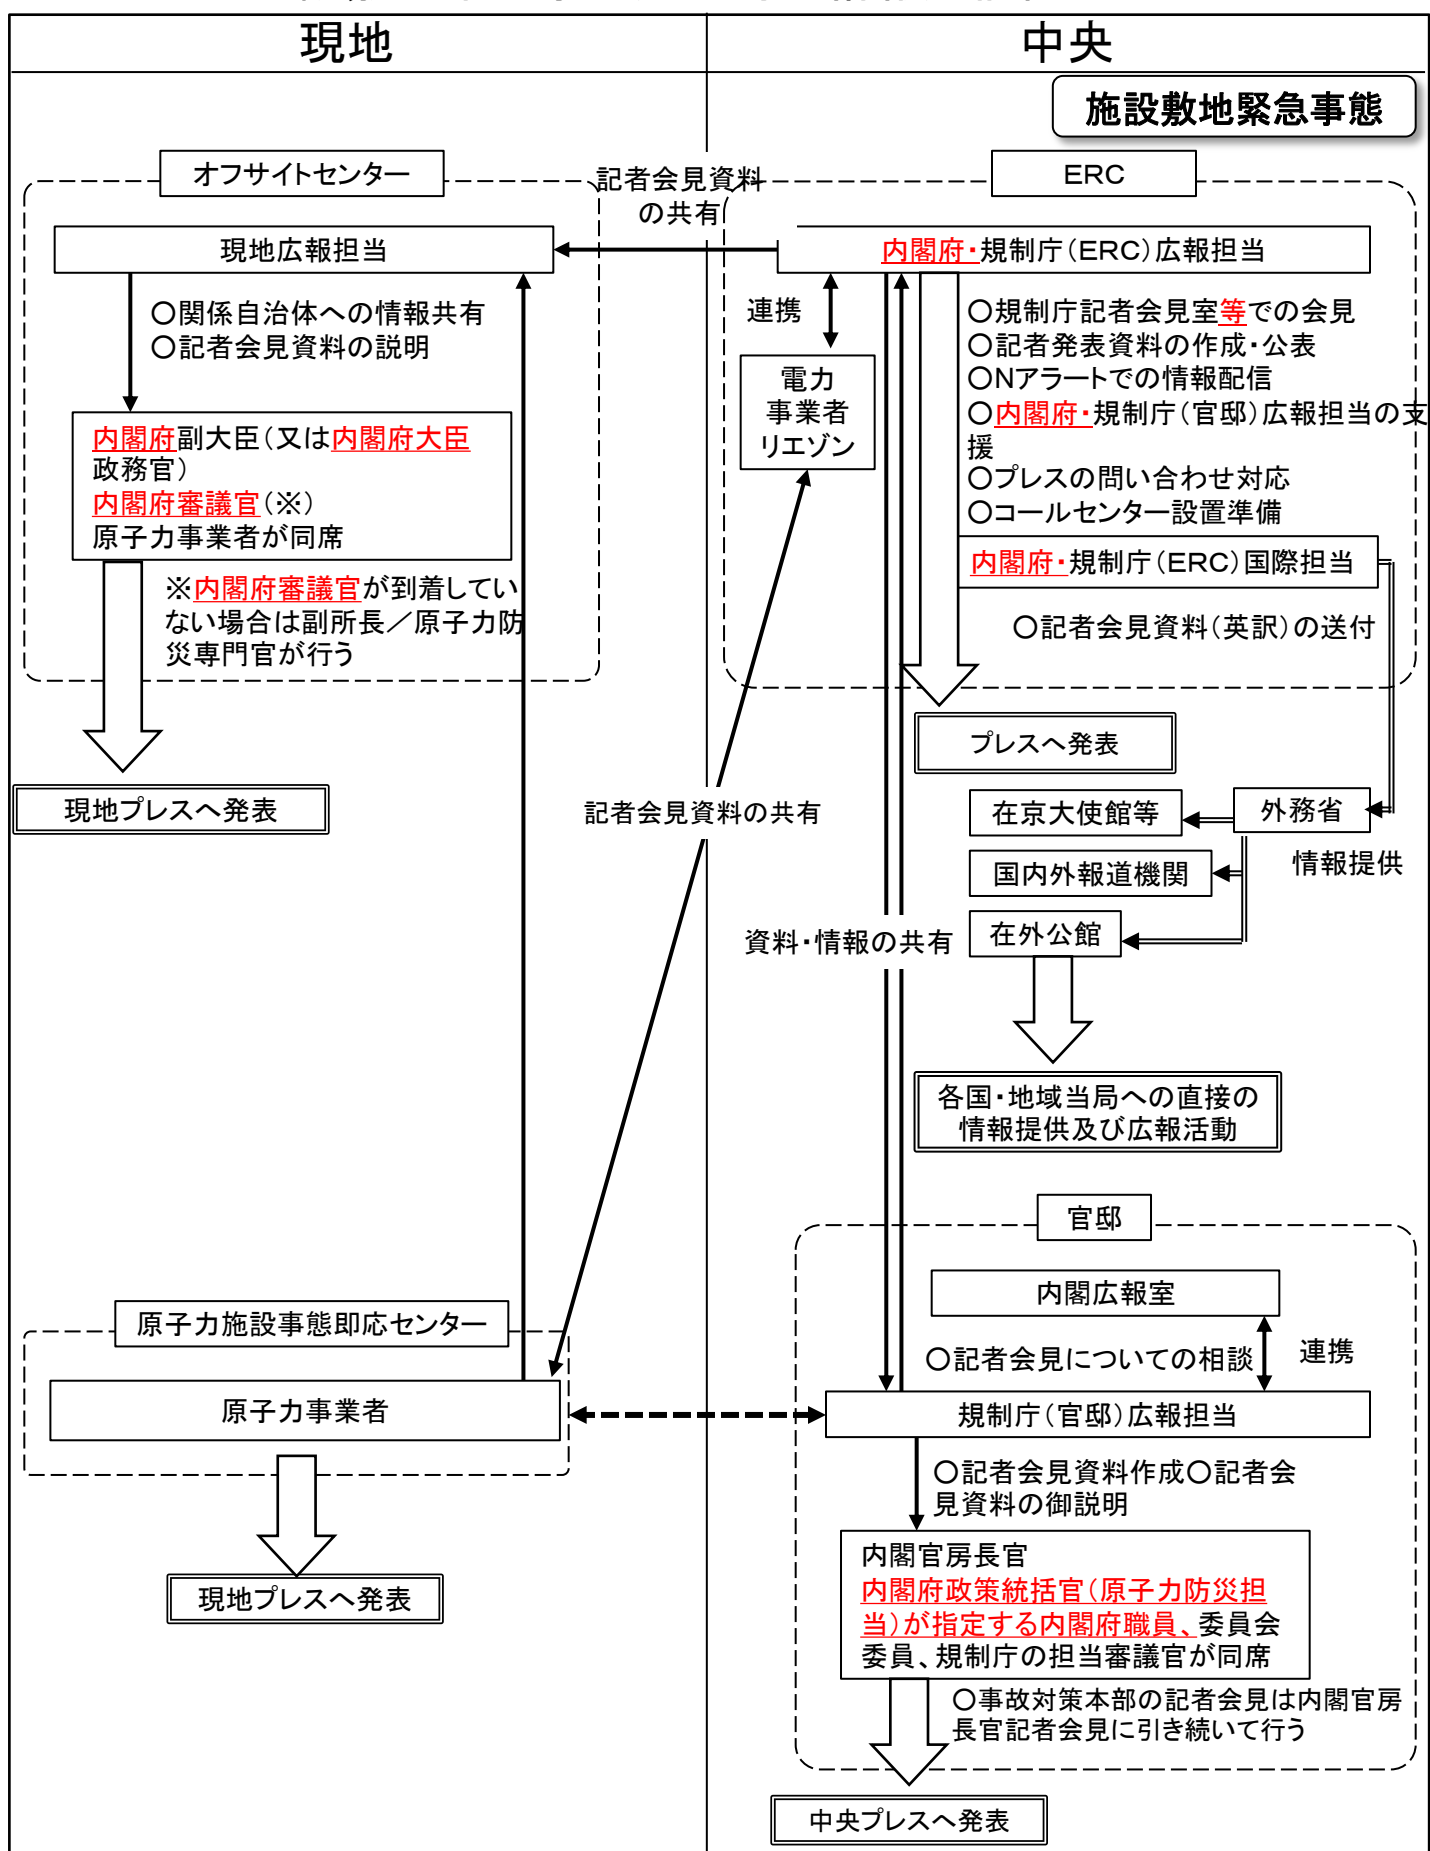 現地
中央
施設敷地緊急事態
オフサイトセンター
記者会見資料
の共有
ERC
現地広報担当
内閣府・規制庁(ERC)広報担当
○関係自治体への情報共有
○記者会見資料の説明
連携
○規制庁記者会見室等での会見
○記者発表資料の作成・公表
○Nアラートでの情報配信
○内閣府・規制庁(官邸)広報担当の支
援
○プレスの問い合わせ対応
○コールセンター設置準備
電力
事業者
リエゾン
内閣府副大臣(又は内閣府大臣
政務官)
内閣府審議官(※)
原子力事業者が同席
内閣府・規制庁(ERC)国際担当
※内閣府審議官が到着してい
ない場合は副所長/原子力防
災専門官が行う
○記者会見資料(英訳)の送付
プレスへ発表
現地プレスへ発表
記者会見資料の共有
在京大使館等
外務省
国内外報道機関
情報提供
資料・情報の共有
在外公館
各国・地域当局への直接の
情報提供及び広報活動
官邸
内閣広報室
原子力施設事態即応センター
○記者会見についての相談
連携
原子力事業者
規制庁(官邸)広報担当
○記者会見資料作成○記者会
見資料の御説明
内閣官房長官
内閣府政策統括官(原子力防災担
当)が指定する内閣府職員、委員会
委員、規制庁の担当審議官が同席
現地プレスへ発表
○事故対策本部の記者会見は内閣官房
長官記者会見に引き続いて行う
中央プレスへ発表